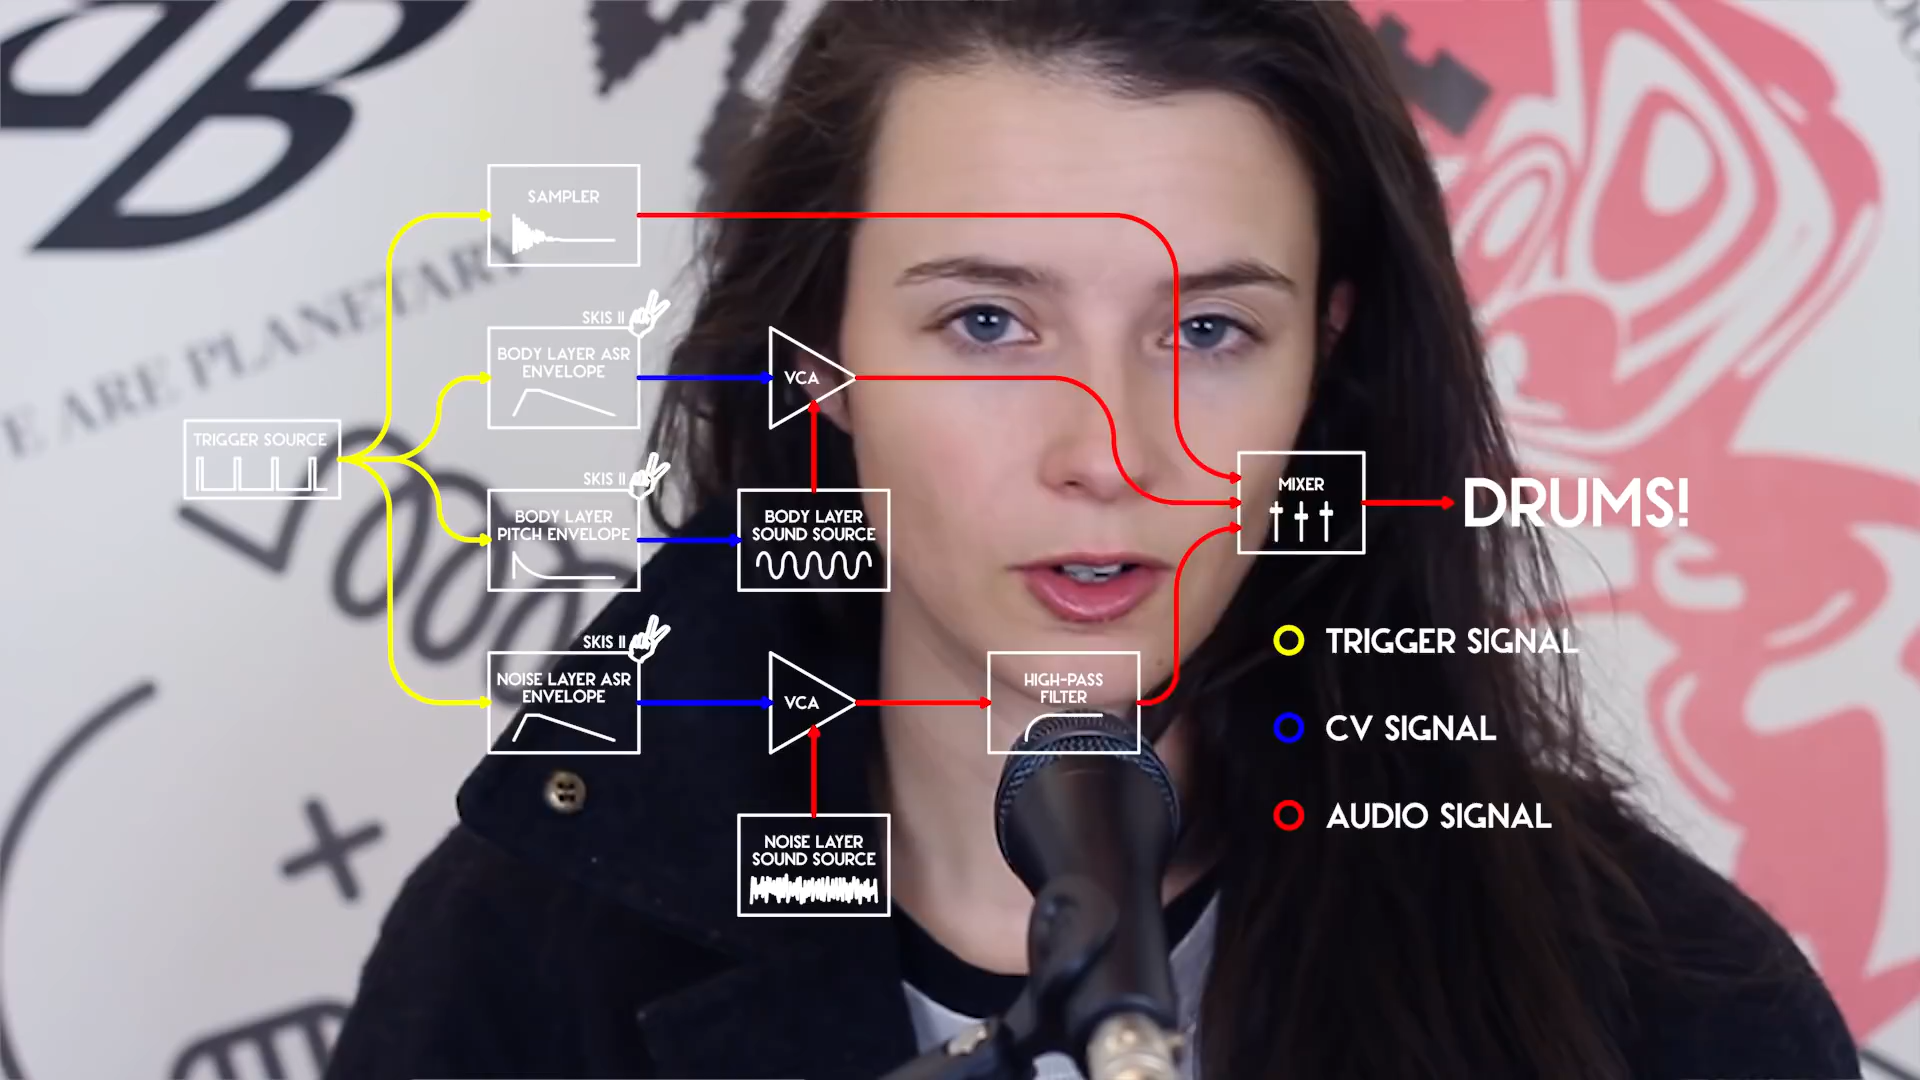 E ARE PLANETARY
SAMPLER
SKIS II
BODY LAYER ASR
ENVELOPE
VCA
TRIGGER SOURCE
SKIS II
BODY LAYER
PITCH ENVELOPE
BODY LAYER
SOUND SOURCE
MIXER
DRUMS!
SKIS II
NOISE LAYER ASR
ENVELOPE
VCA
HIGH-PASS
FILTER
NOISE LAYER
SOUND SOURCE
TRIGGER SIGNAL
CV SIGNAL
AUDIO SIGNAL